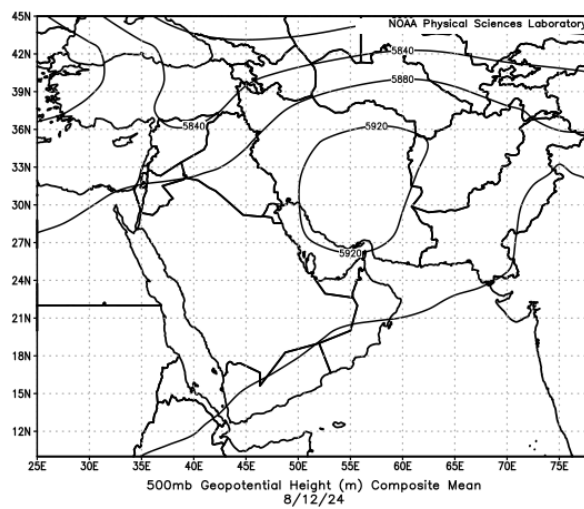 NOAA Physical Sciences Laboratory
45N
42N
39N
36N
33N
30N
27N
24N
21N
18N
15N
12N
5840
5880
5840
5920
5920
25E 30E 35E 40E 45E 50E 55E 60E 65E 70E 75E
500mb Geopotential Height (m) Composite Mean
8/12/24